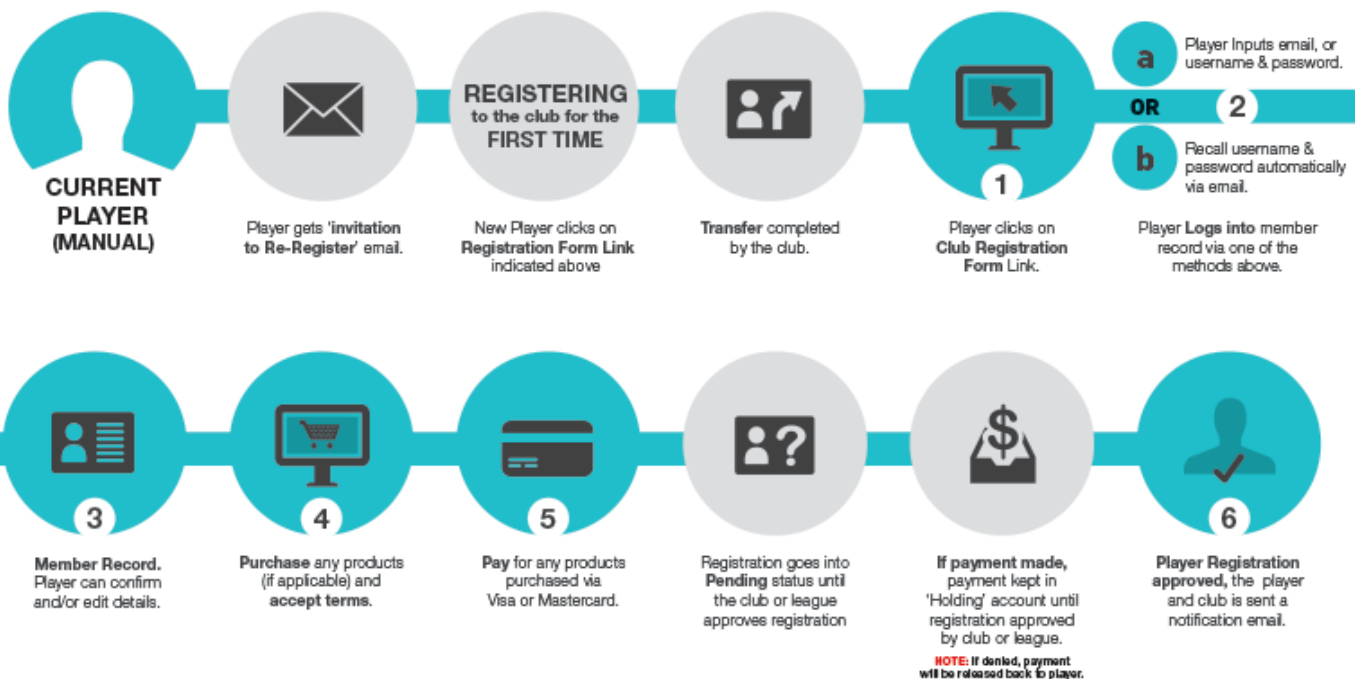 CURRENT
PLAYER
(MANUAL)
Player gets 'invitation
to Re-Register' email.
REGISTERING
to the club for the
FIRST TIME
New Player clicks on
Registration Form Link
indicated above
Transfer completed
by the club.
1
Player clicks on
Club Registration
Form Link.
a
Player Inputs email, or
username & password.
OR
2
b
Recall username &
password automatically
via email.
Player Logs into member
record via one of the
methods above.
3
Member Record.
Player can confirm
and/or edit details.
4
Purchase any products
(if applicable) and
accept terms.
5
Pay for any products
purchased via
Visa or Mastercard.
?
Registration goes into
Pending status until
the club or league
approves registration
$
If payment made,
payment kept in
'Holding' account until
registration approved
by club or league.
NOTE: If denied, payment
will be released back to player.
6
Player Registration
approved, the player
and club is sent a
notification email.